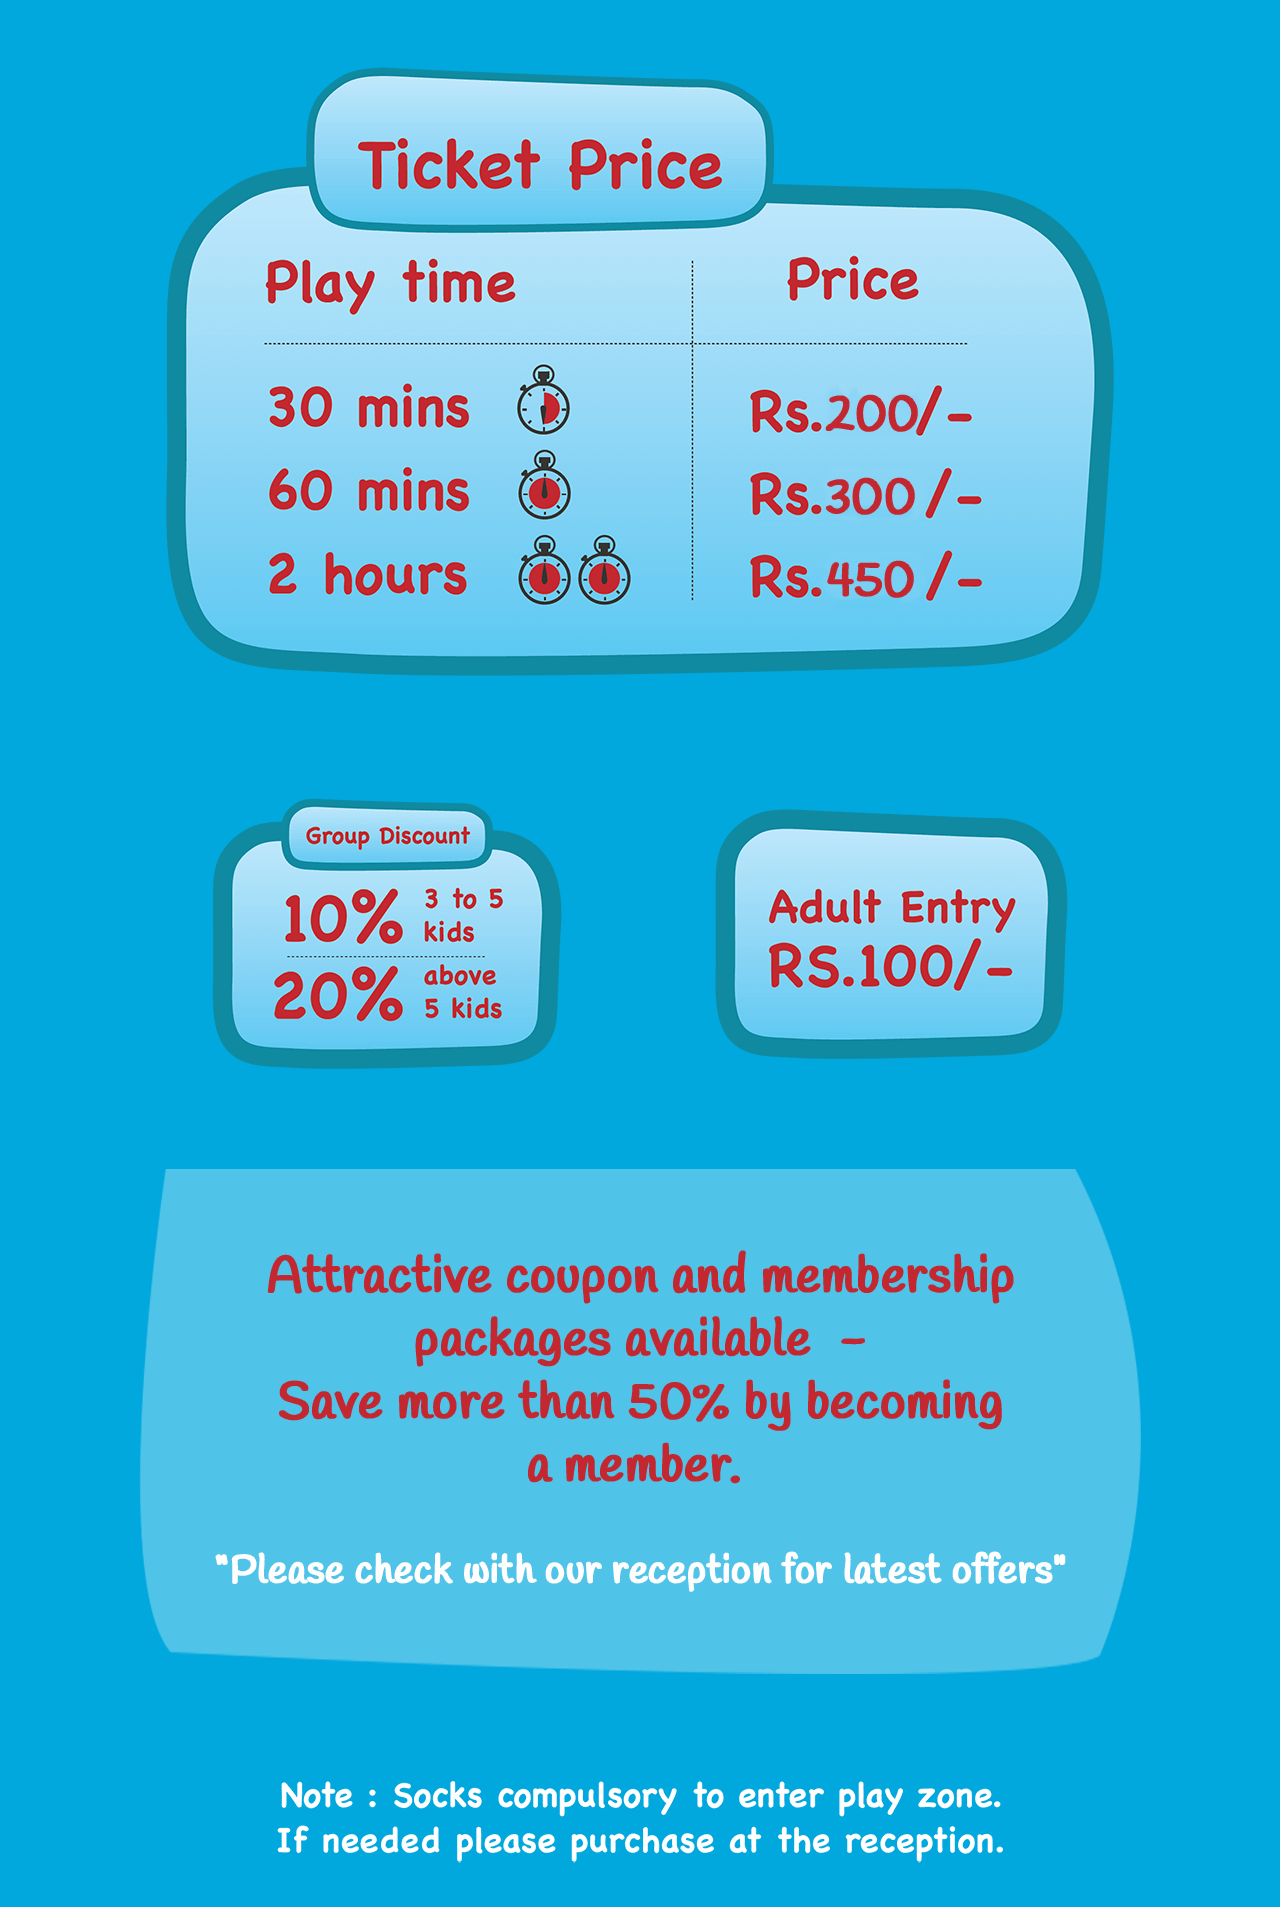 Ticket Price
Play time Price
30 mins Rs.200/-
60 mins Rs.300 /-
2 hours Rs.450 /-
Group Discount
10% 3 to 5
kids
20% above
5 kids
Adult Entry
RS.100/-
Attractive coupon and membership
packages available –
Save more than 50% by becoming
a member.
"Please check with our reception for latest offers"
Note : Socks compulsory to enter play zone.
If needed please purchase at the reception.